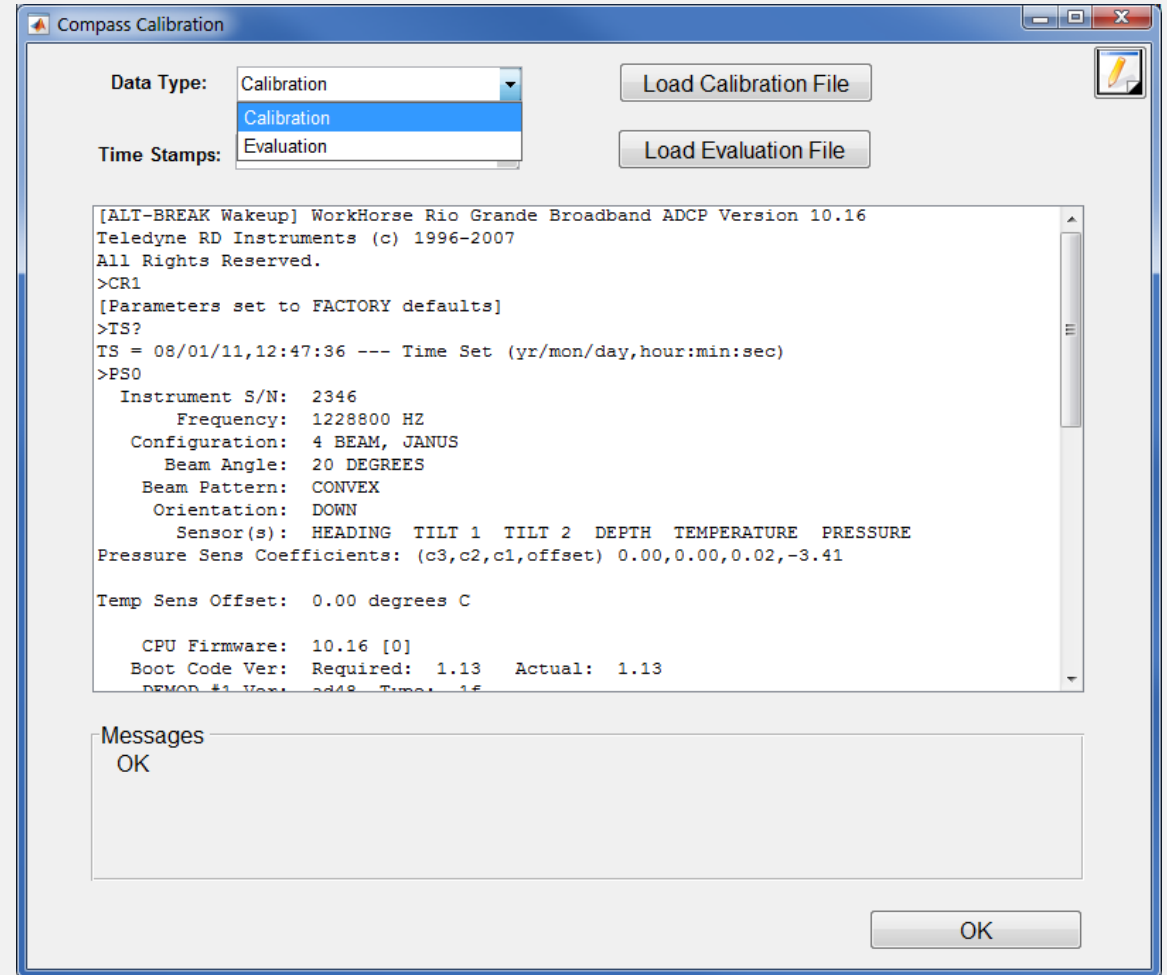 Compass Calibration
Data Type: Calibration Load Calibration File
Calibration
Evaluation
Time Stamps: Load Evaluation File
[ALT-BREAK Wakeup] WorkHorse Rio Grande Broadband ADCP Version 10.16
Teledyne RD Instruments (c) 1996-2007
All Rights Reserved.
>CR1
[Parameters set to FACTORY defaults]
>TS?
TS = 08/01/11,12:47:36 --- Time Set (yr/mon/day,hour:min:sec)
>PS0
Instrument S/N: 2346
Frequency: 1228800 HZ
Configuration: 4 BEAM, JANUS
Beam Angle: 20 DEGREES
Beam Pattern: CONVEX
Orientation: DOWN
Sensor(s): HEADING TILT 1 TILT 2 DEPTH TEMPERATURE PRESSURE
Pressure Sens Coefficients: (c3,c2,c1,offset) 0.00,0.00,0.02,-3.41
Temp Sens Offset: 0.00 degrees C
CPU Firmware: 10.16 [0]
Boot Code Ver: Required: 1.13 Actual: 1.13
DEMOD #1 Ver: ad48, Type: 1f
Messages
OK
OK